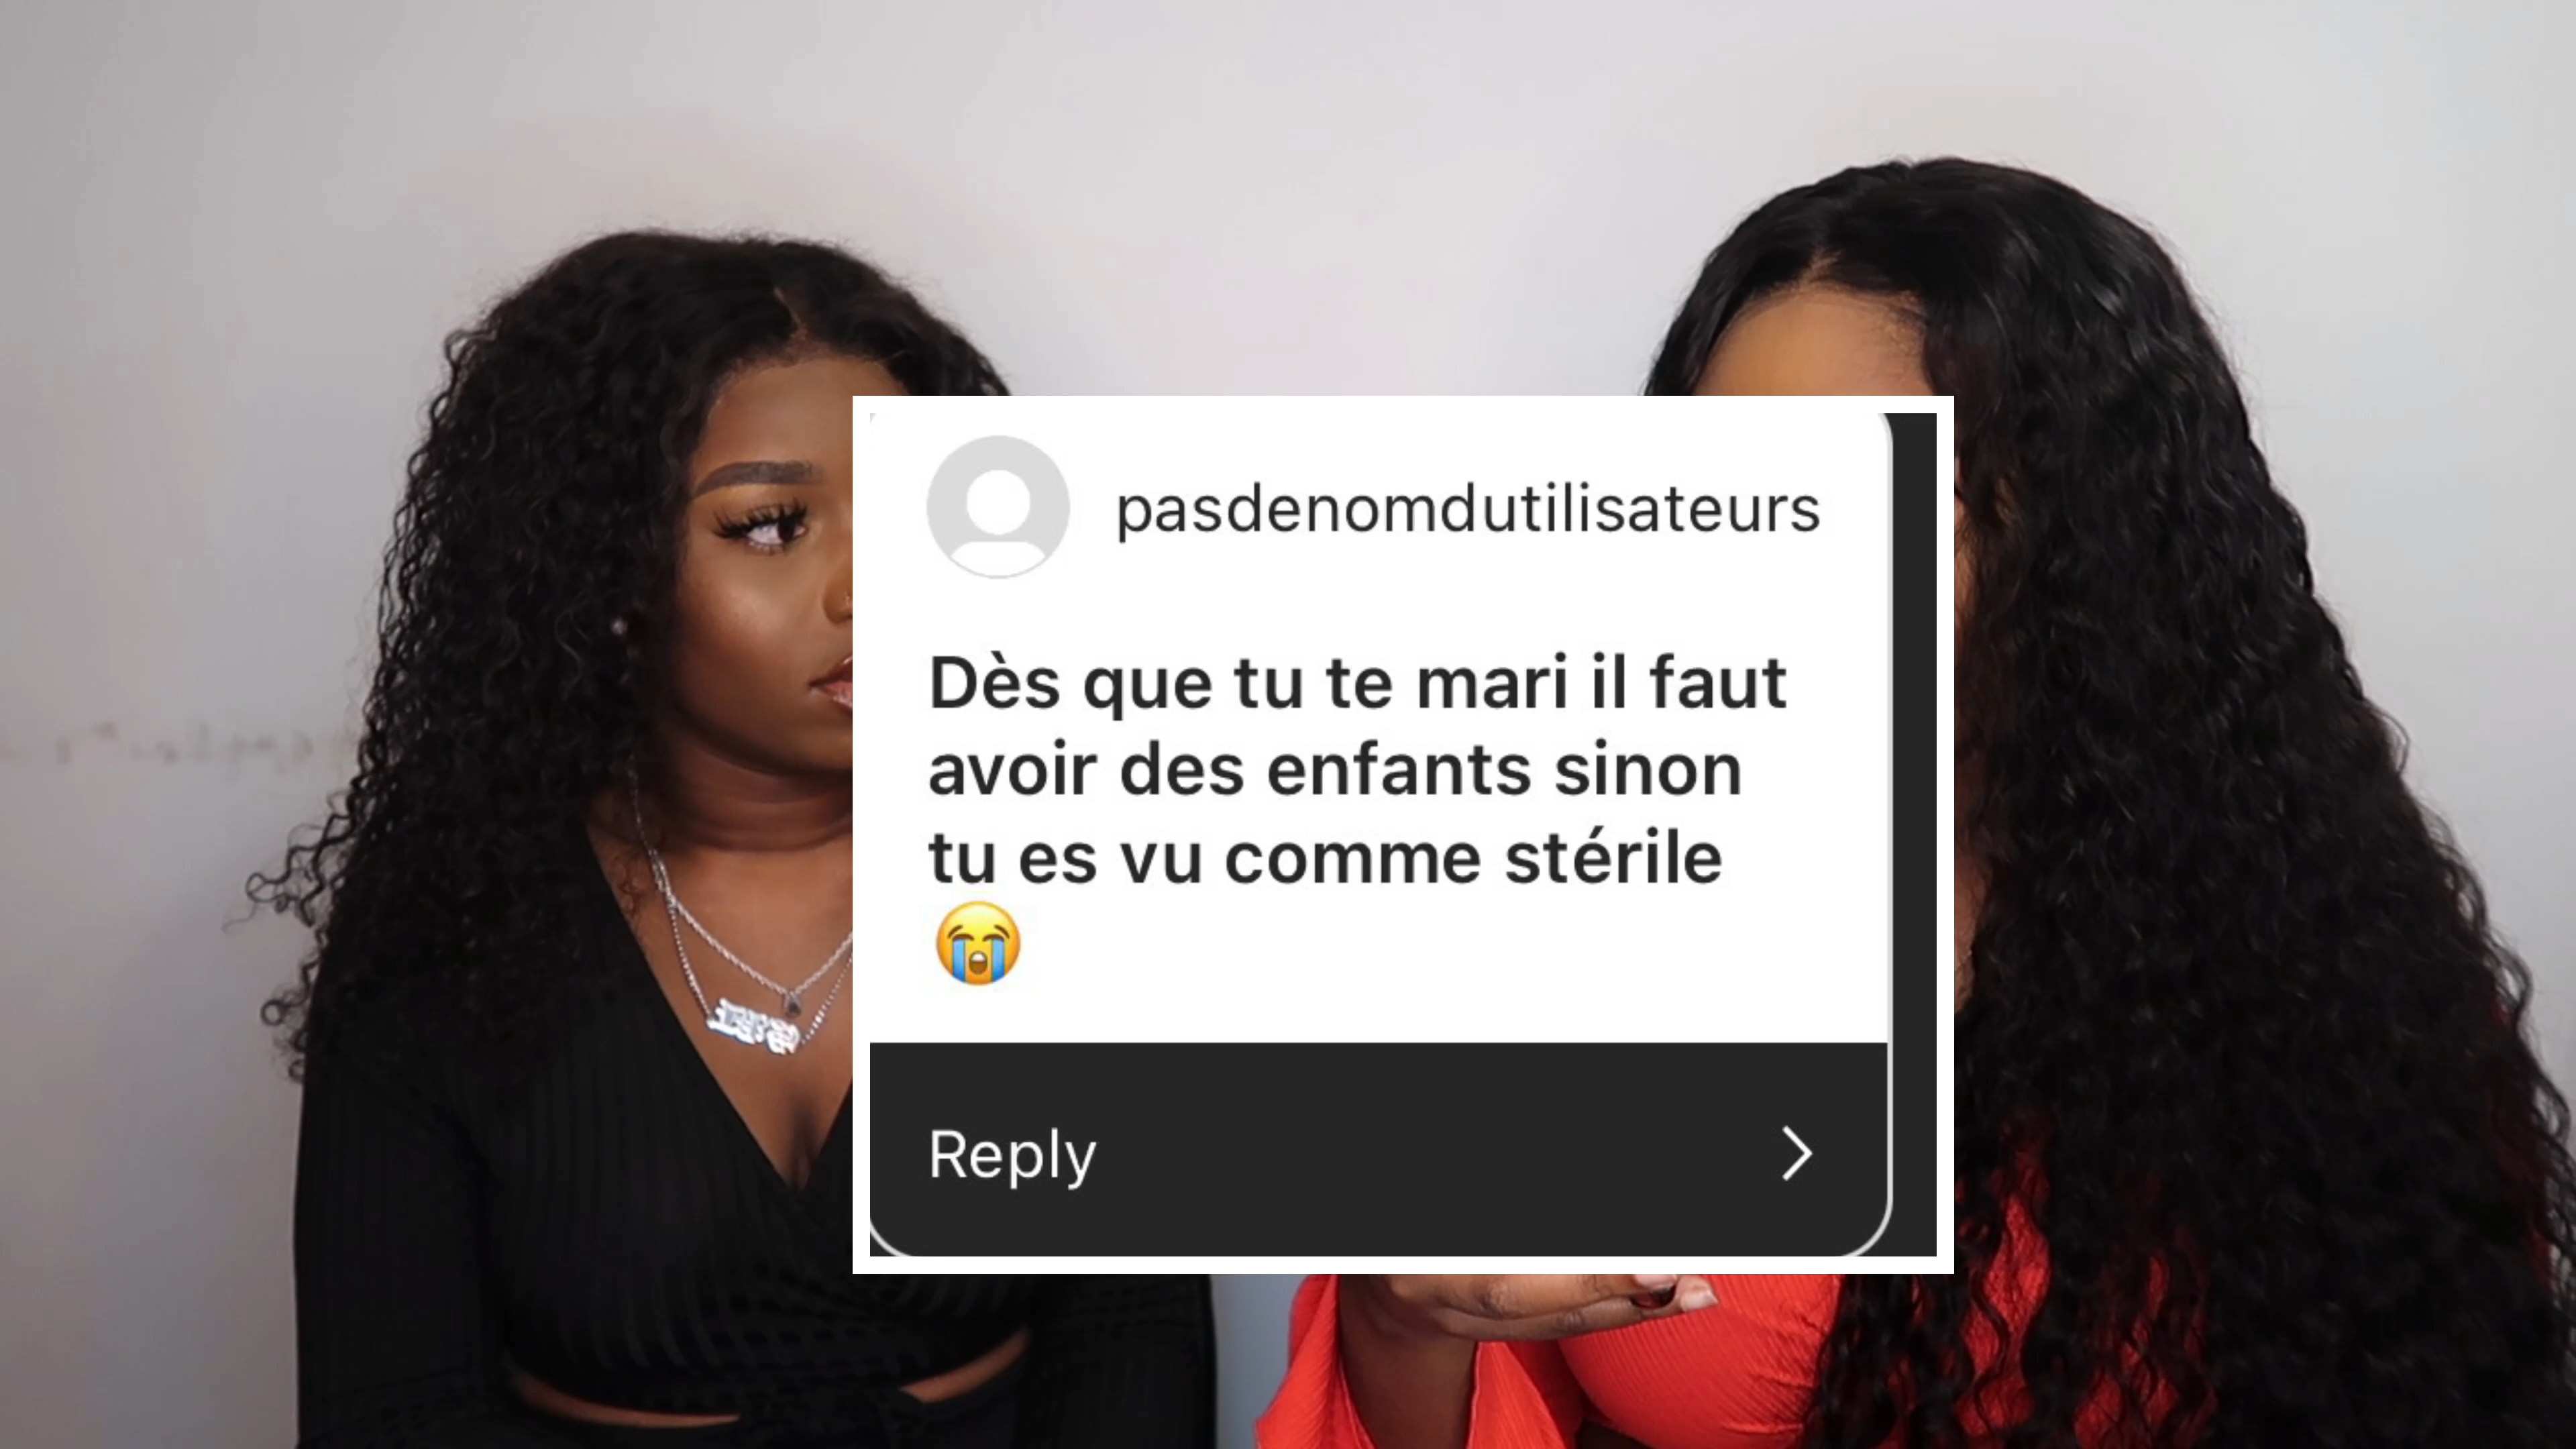 pasdenomdutilisateurs
Dès que tu te mari il faut
avoir des enfants sinon
tu es vu comme stérile
😭
Reply